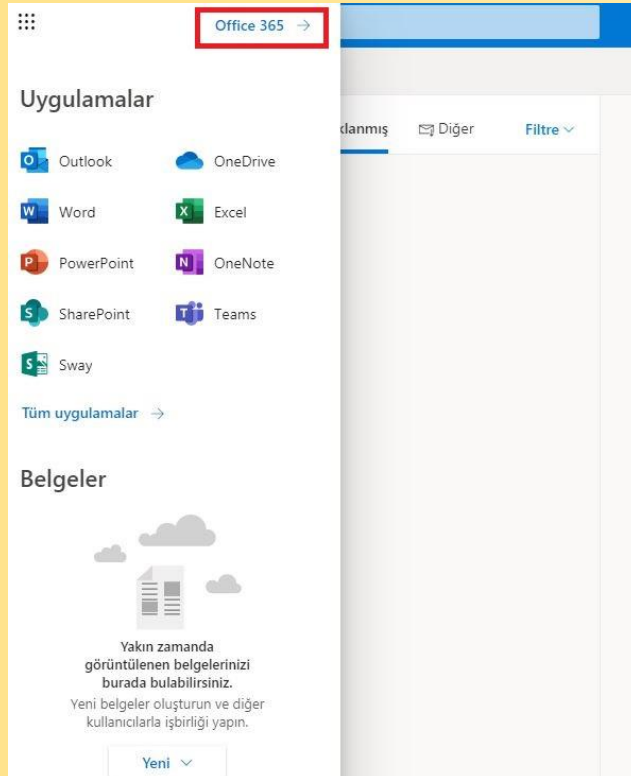 Office 365 →
Uygulamalar
klanmış Diğer Filtre
Outlook OneDrive
Word Excel
PowerPoint OneNote
SharePoint Teams
Sway
Tüm uygulamalar →
Belgeler
Yakın zamanda
görüntülenen belgelerinizi
burada bulabilirsiniz.
Yeni belgeler oluşturun ve diğer
kullanıcılarla işbirliği yapın.
Yeni